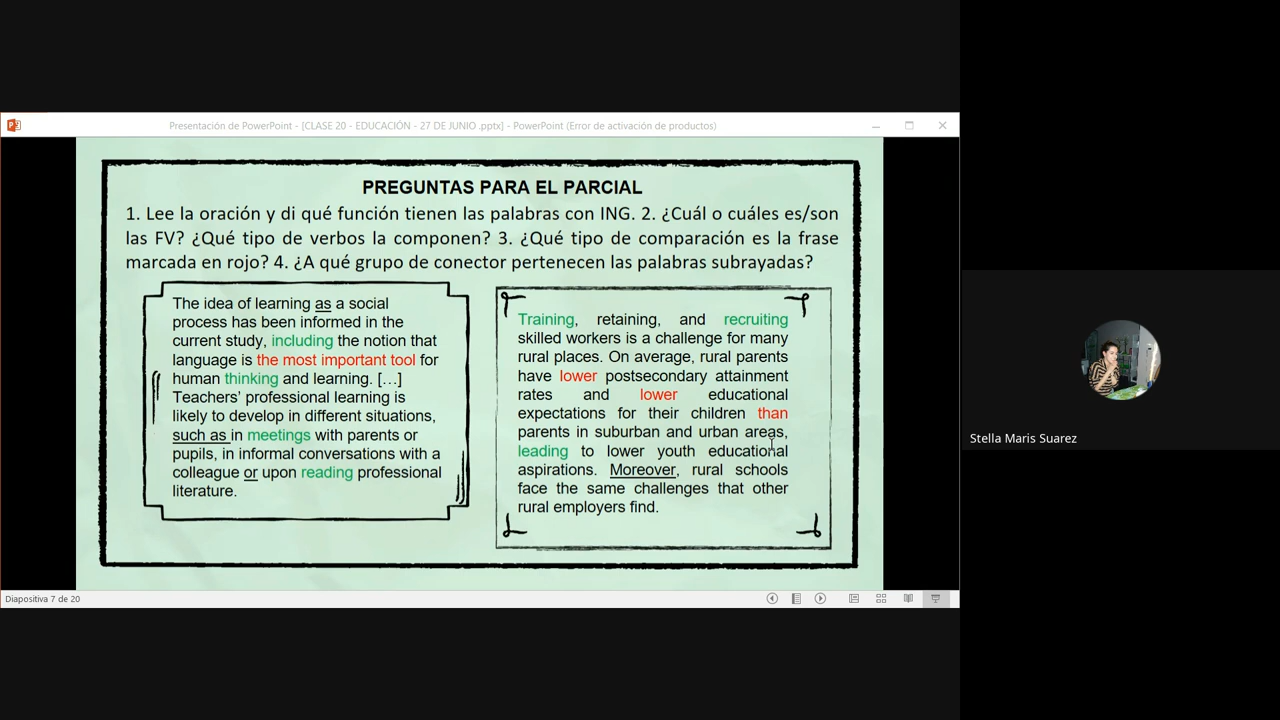 Presentación de PowerPoint - [CLASE 20 - EDUCACIÓN - 27 DE JUNIO .pptx] - PowerPoint (Error de activación de productos)
PREGUNTAS PARA EL PARCIAL
1. Lee la oración y di qué función tienen las palabras con ING. 2. ¿Cuál o cuáles es/son
las FV? ¿Qué tipo de verbos la componen? 3. ¿Qué tipo de comparación es la frase
marcada en rojo? 4. ¿A qué grupo de conector pertenecen las palabras subrayadas?
The idea of learning as a social
process has been informed in the
current study, including the notion that
language is the most important tool for
human thinking and learning. […]
Teachers’ professional learning is
likely to develop in different situations,
such as in meetings with parents or
pupils, in informal conversations with a
colleague or upon reading professional
literature.
Training, retaining, and recruiting
skilled workers is a challenge for many
rural places. On average, rural parents
have lower postsecondary attainment
rates and lower educational
expectations for their children than
parents in suburban and urban areas,
leading to lower youth educational
aspirations. Moreover, rural schools
face the same challenges that other
rural employers find.
Stella Maris Suarez
Diapositiva 7 de 20